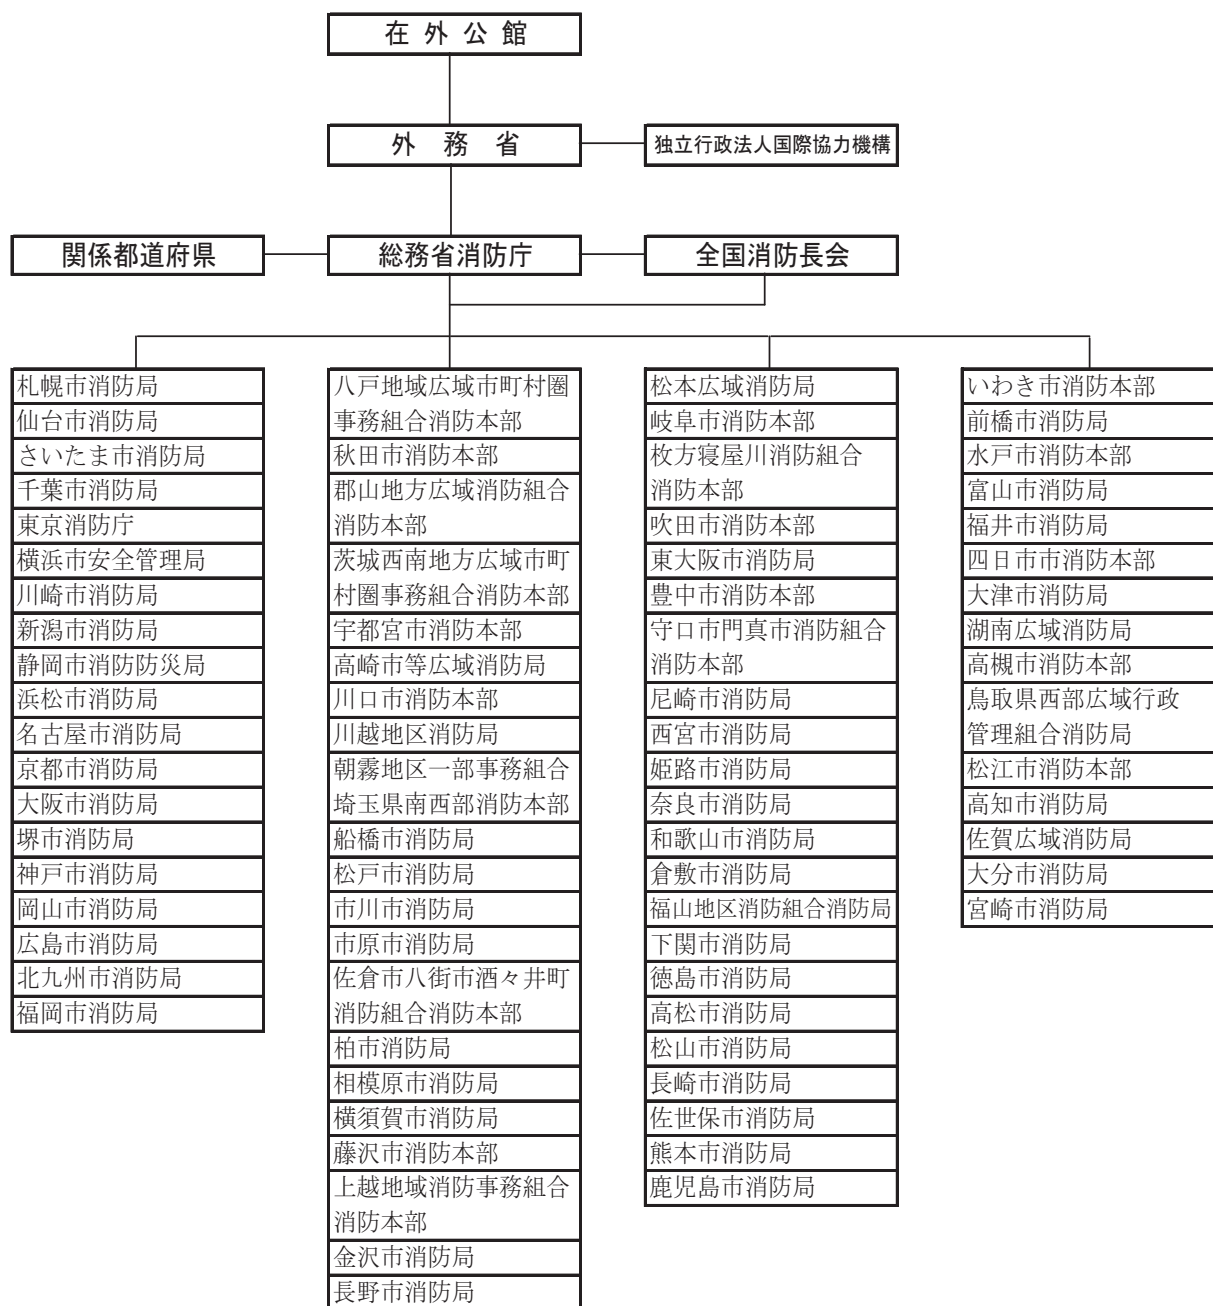 在外公館
外務省
独立行政法人国際協力機構
関係都道府県
総務省消防庁
全国消防長会
札幌市消防局
仙台市消防局
さいたま市消防局
千葉市消防局
東京消防庁
横浜市安全管理局
川崎市消防局
新潟市消防局
静岡市消防防災局
浜松市消防局
名古屋市消防局
京都市消防局
大阪市消防局
堺市消防局
神戸市消防局
岡山市消防局
広島市消防局
北九州市消防局
福岡市消防局
八戸地域広域市町村圏
事務組合消防本部
秋田市消防本部
郡山地方広域消防組合
消防本部
茨城西南地方広域市町
村圏事務組合消防本部
宇都宮市消防本部
高崎市等広域消防局
川口市消防本部
川越地区消防局
朝霧地区一部事務組合
埼玉県南西部消防本部
船橋市消防局
松戸市消防局
市川市消防局
市原市消防局
佐倉市八街市酒々井町
消防組合消防本部
柏市消防局
相模原市消防局
横須賀市消防局
藤沢市消防本部
上越地域消防事務組合
消防本部
金沢市消防局
長野市消防局
松本広域消防局
岐阜市消防本部
枚方寝屋川消防組合
消防本部
吹田市消防本部
東大阪市消防局
豊中市消防本部
守口市門真市消防組合
消防本部
尼崎市消防局
西宮市消防局
姫路市消防局
奈良市消防局
和歌山市消防局
倉敷市消防局
福山地区消防組合消防局
下関市消防局
徳島市消防局
高松市消防局
松山市消防局
長崎市消防局
佐世保市消防局
熊本市消防局
鹿児島市消防局
いわき市消防本部
前橋市消防局
水戸市消防本部
富山市消防局
福井市消防局
四日市市消防本部
大津市消防局
湖南広域消防局
高槻市消防本部
鳥取県西部広域行政
管理組合消防局
松江市消防本部
高知市消防局
佐賀広域消防局
大分市消防局
宮崎市消防局